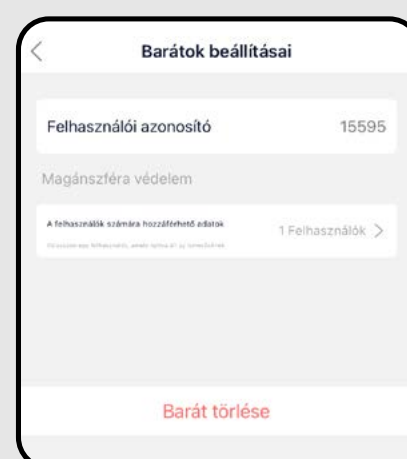 Barátok beállításai
Felhasználói azonosító 15595
Magánszféra védelem
A felhasználók számára hozzáférhető adatok
1 Felhasználók
Barát törlése